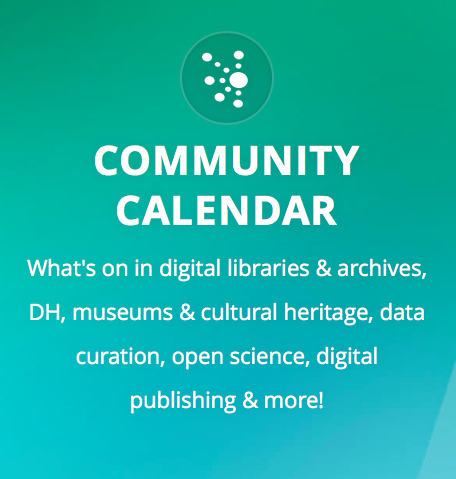 COMMUNITY
CALENDAR
What's on in digital libraries & archives,
DH, museums & cultural heritage, data
curation, open science, digital
publishing & more!